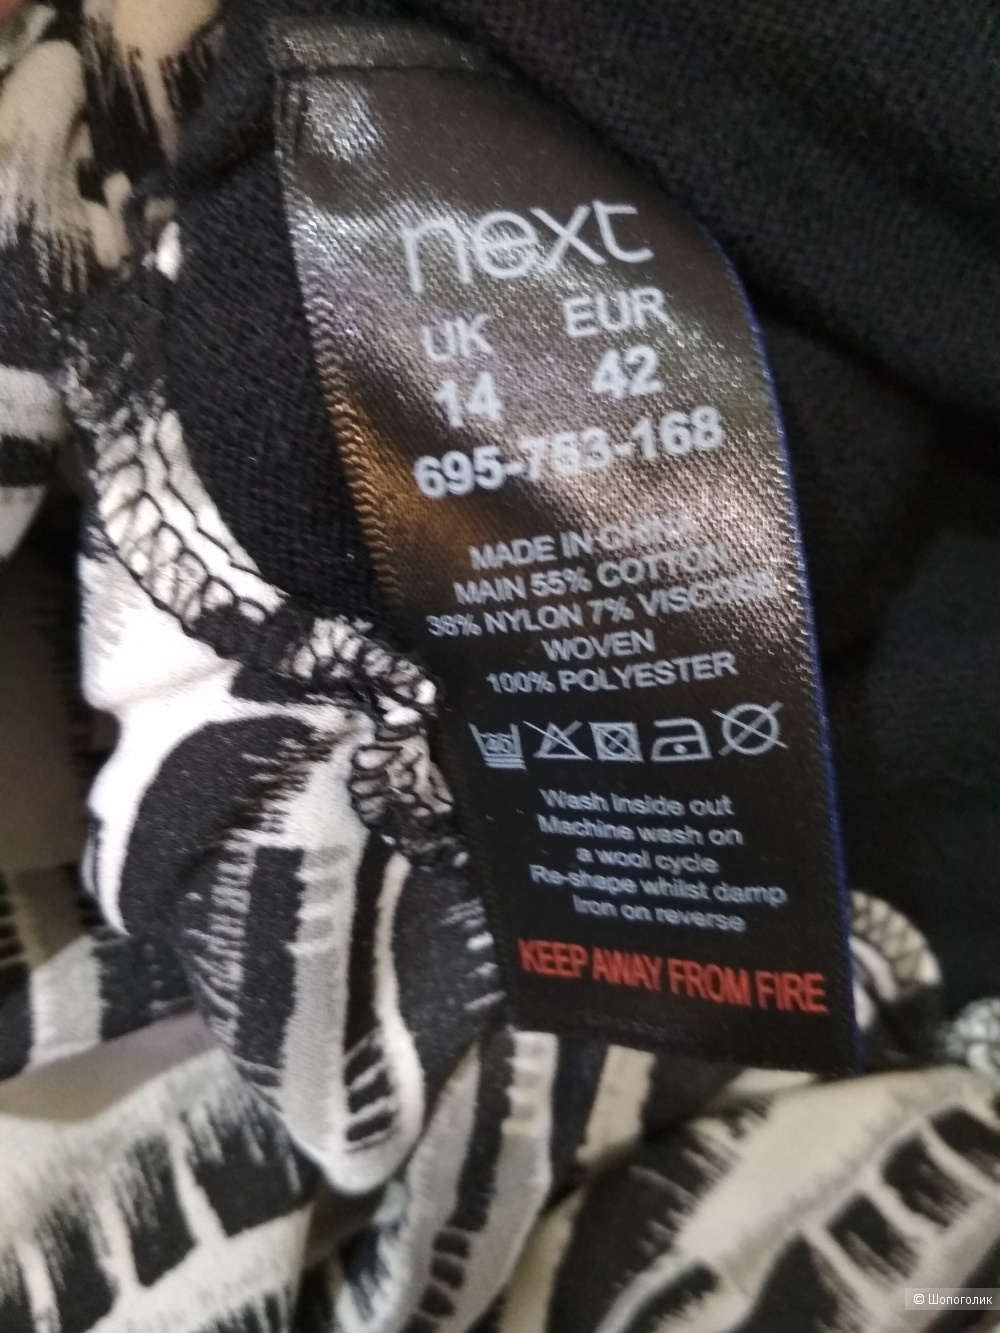 next
UK EUR
14 42
695-753-168
MADE IN CHINA
MAIN 55% COTTON
38% NYLON 7% VISCOSE
WOVEN
100% POLYESTER
40
Wash inside out
Machine wash on
a wool cycle
Re-shape whilst damp
Iron on reverse
KEEP AWAY FROM FIRE
© Шопоголик